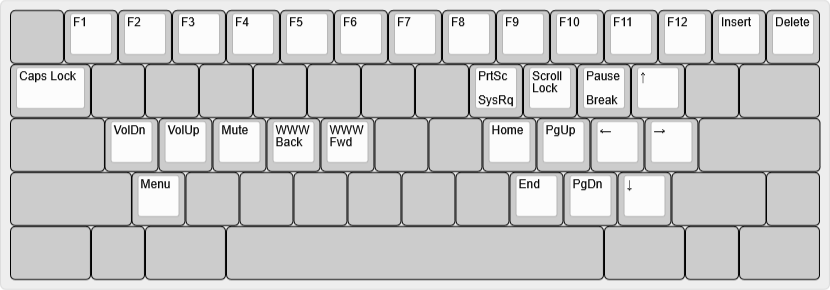 F1 F2 F3 F4 F5 F6 F7 F8 F9 F10 F11 F12 Insert Delete
Caps Lock PrtSc Scroll Pause ↑
Lock
SysRq Break
VolDn VolUp Mute WWW WWW Home PgUp ← →
Back Fwd
Menu End PgDn ↓